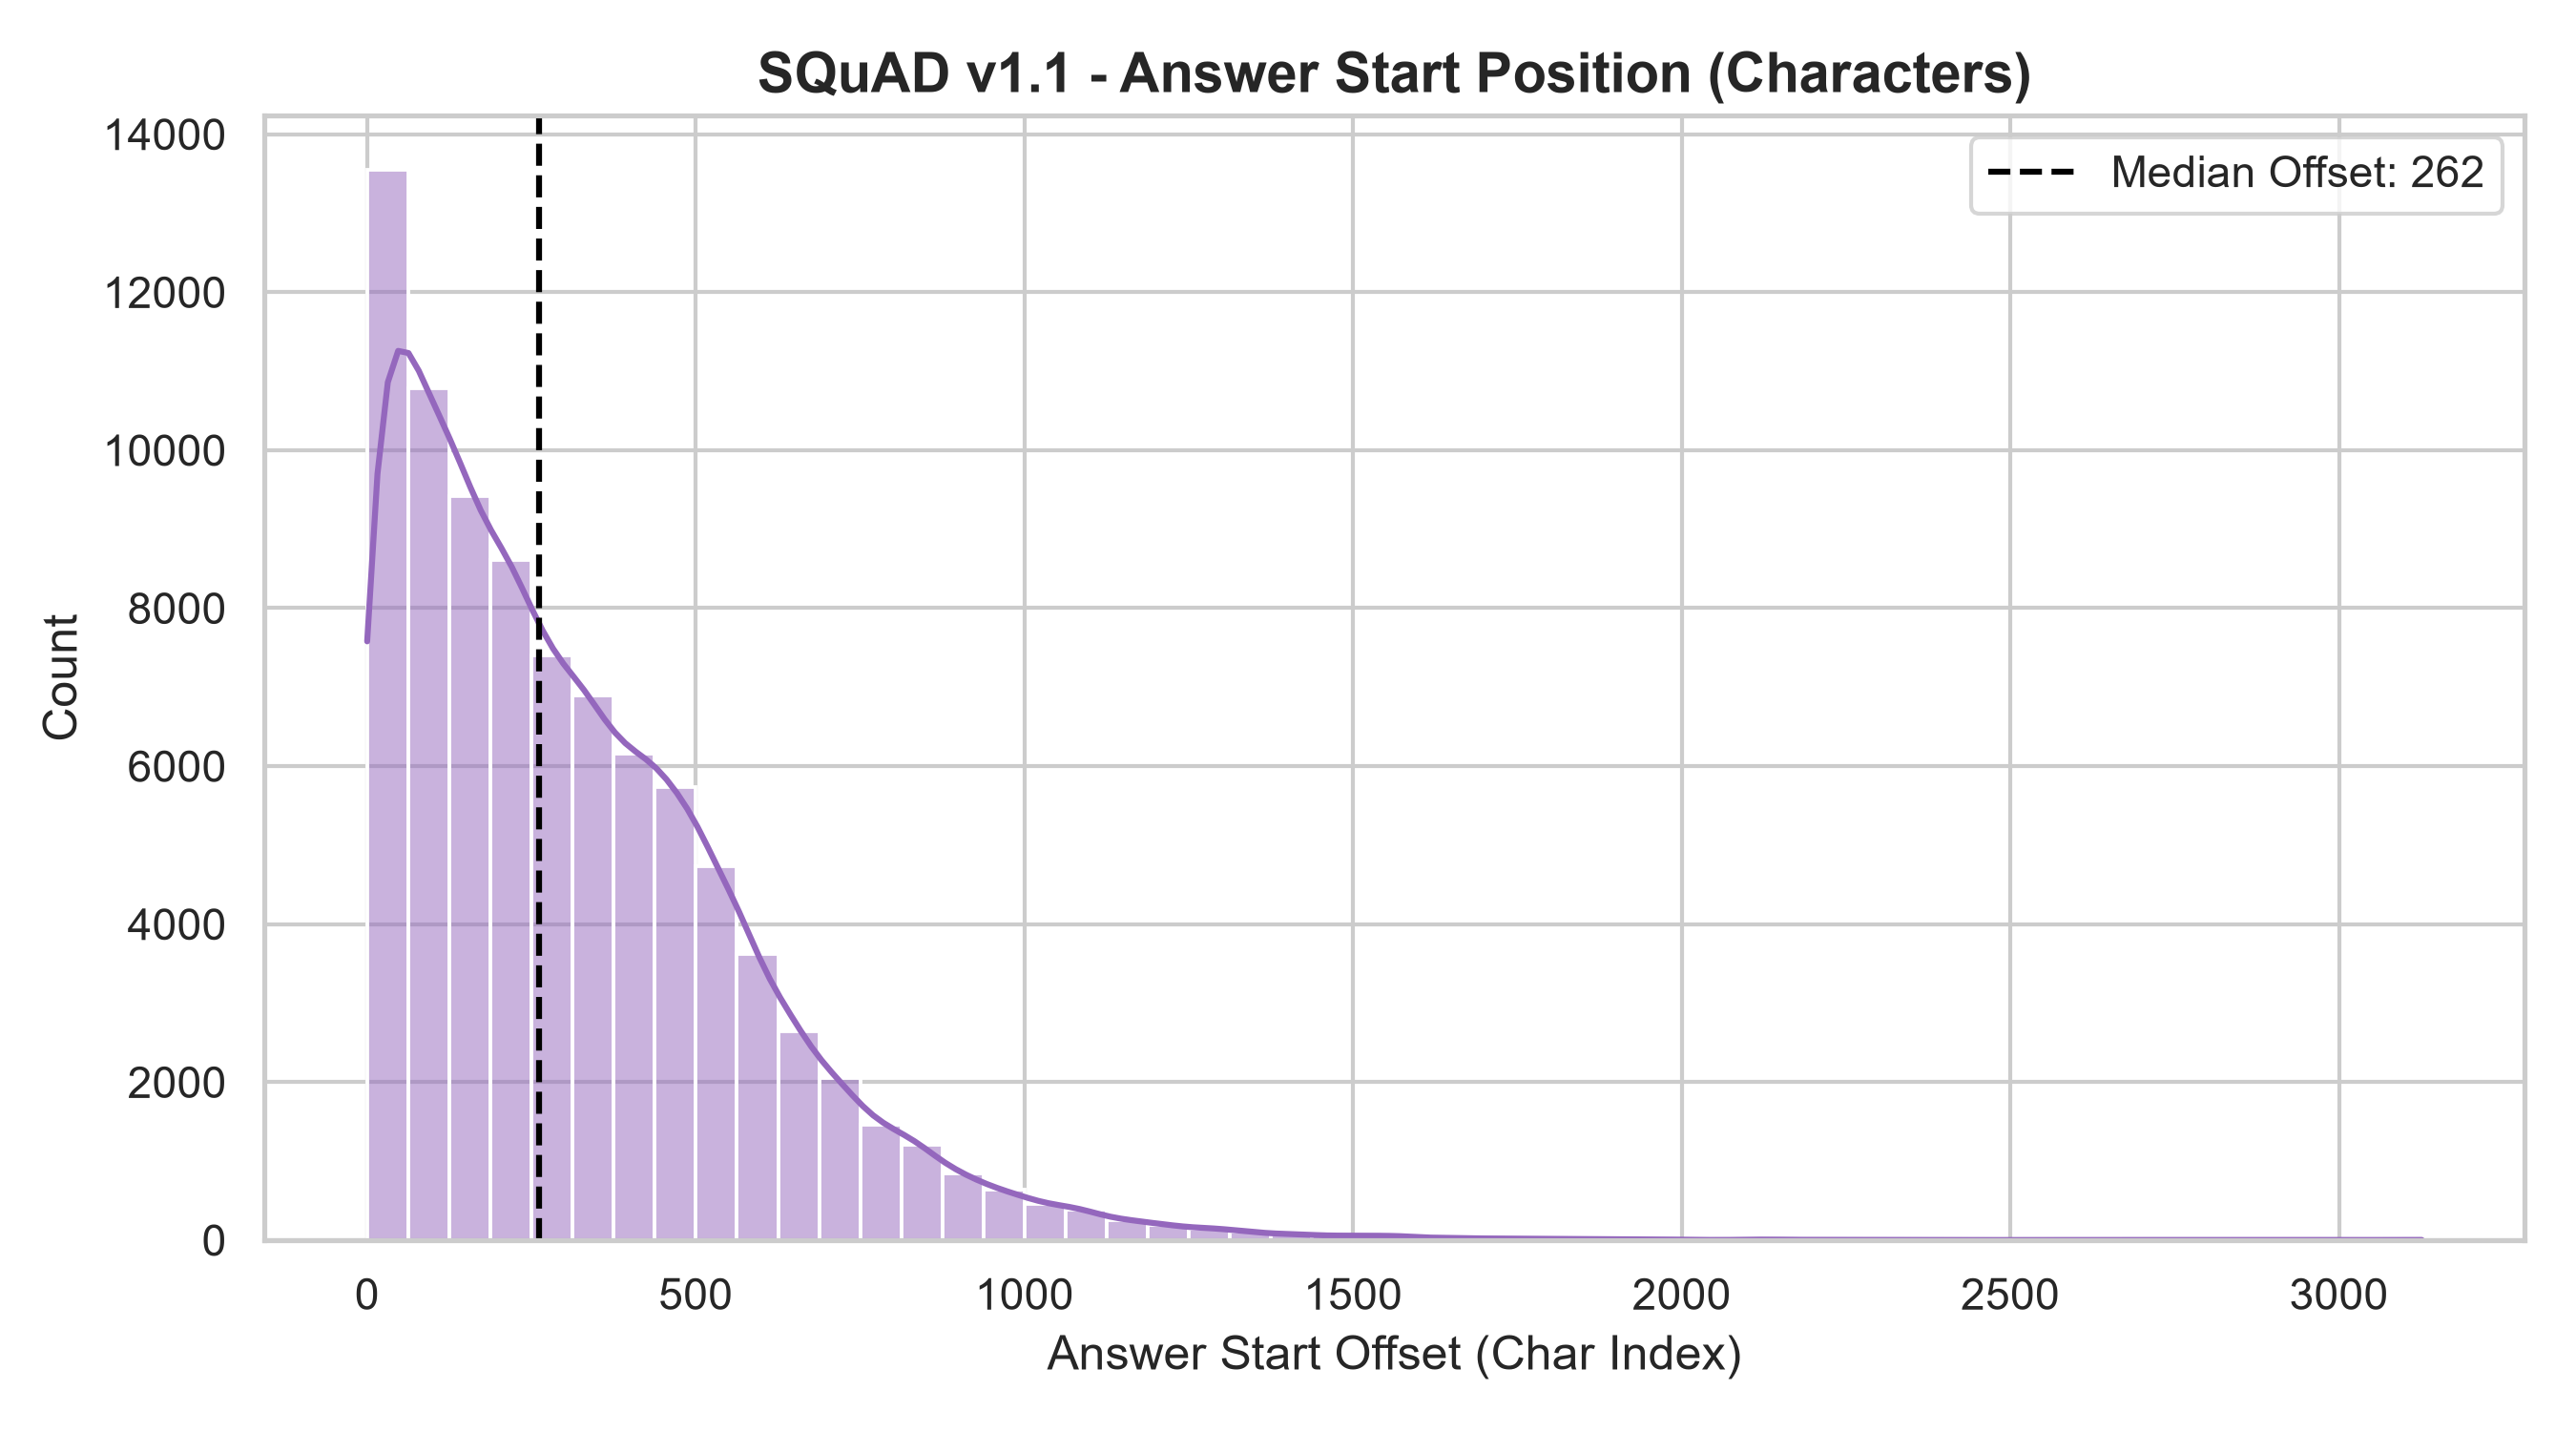 SQuAD v1.1 - Answer Start Position (Characters)
14000
12000
10000
8000
6000
4000
2000
0
Count
Median Offset: 262
0 500 1000 1500 2000 2500 3000
Answer Start Offset (Char Index)